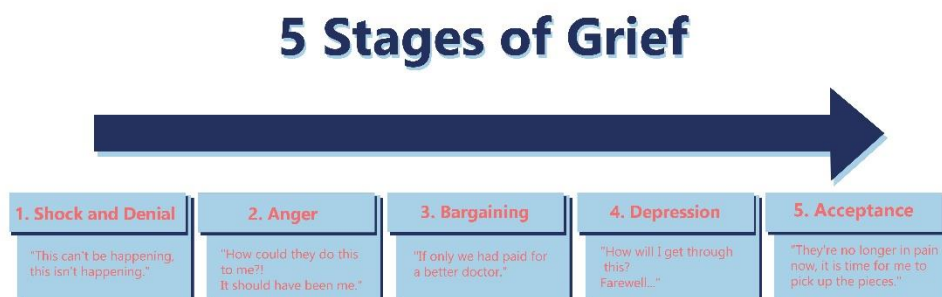 5 Stages of Grief
1. Shock and Denial
"This can't be happening,
this isn't happening."
2. Anger
"How could they do this
to me?!
It should have been me."
3. Bargaining
"If only we had paid for
a better doctor."
4. Depression
"How will I get through
this?
Farewell..."
5. Acceptance
"They're no longer in pain
now, it is time for me to
pick up the pieces."